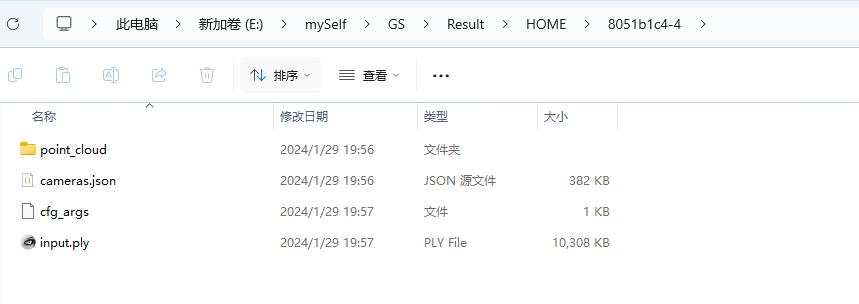 此电脑 > 新加卷 (E:) > mySelf > GS > Result > HOME > 8051b1c4-4 >
排序 查看 ...
名称 修改日期 类型 大小
point_cloud 2024/1/29 19:56 文件夹
cameras.json 2024/1/29 19:56 JSON 源文件 382 KB
cfg_args 2024/1/29 19:57 文件 1 KB
input.ply 2024/1/29 19:57 PLY File 10,308 KB